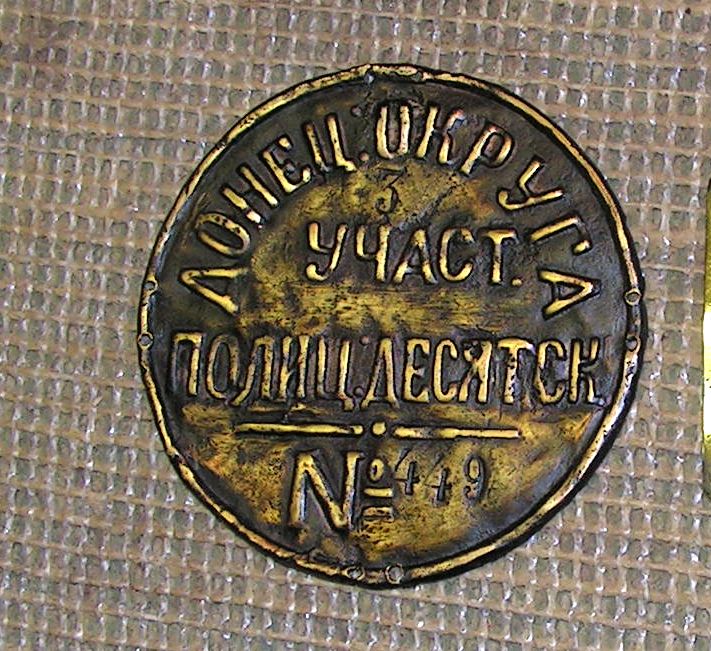 ДОНЕЦ. ОКРУГА
3
УЧАСТ.
ПОЛИЦ. ДЕСЯТСК.
№ 449